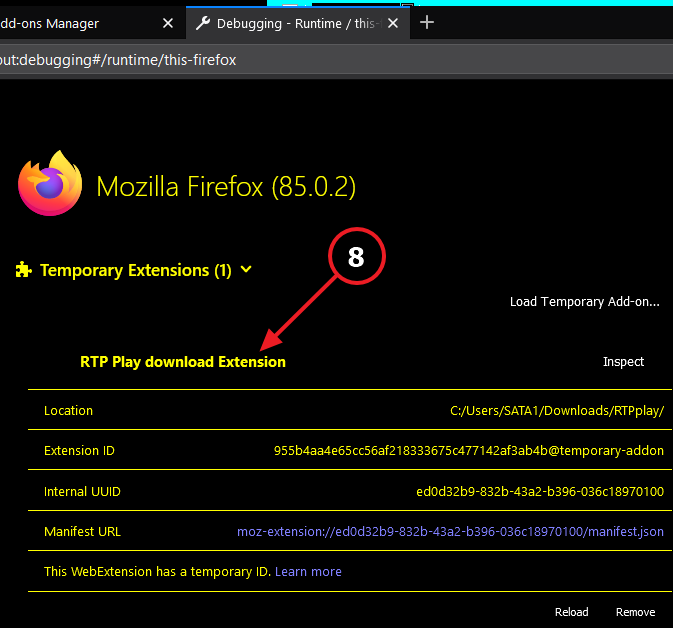 dd-ons Manager
Debugging - Runtime / this-
out:debugging#/runtime/this-firefox
Mozilla Firefox (85.0.2)
8
Temporary Extensions (1)
Load Temporary Add-on...
RTP Play download Extension
Inspect
Location C:/Users/SATA1/Downloads/RTPplay/
Extension ID 955b4aa4e65cc56af218333675c477142af3ab4b@temporary-addon
Internal UUID ed0d32b9-832b-43a2-b396-036c18970100
Manifest URL moz-extension://ed0d32b9-832b-43a2-b396-036c18970100/manifest.json
This WebExtension has a temporary ID. Learn more
Reload Remove